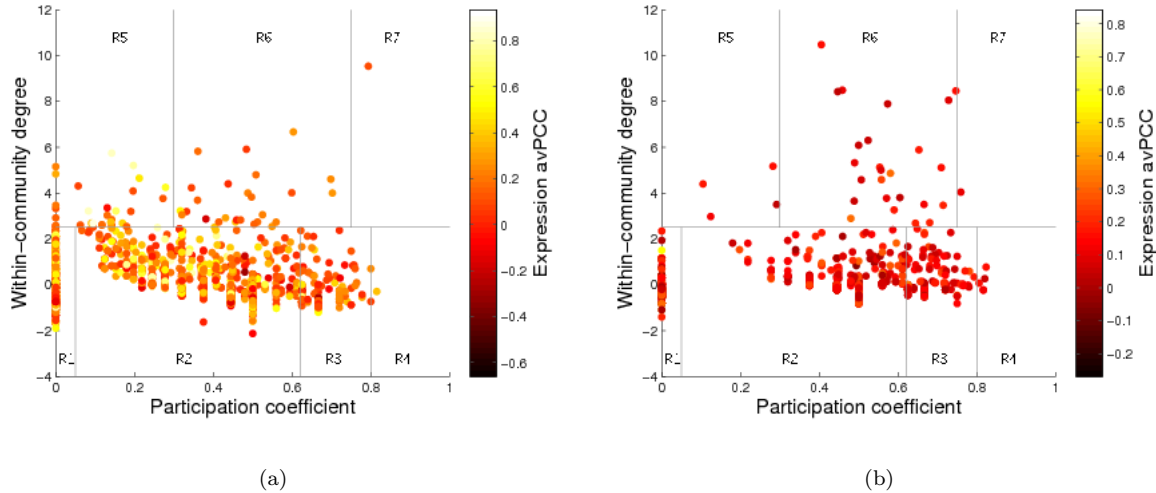 12
10
8
6
4
2
0
−2
−4
Within−community degree
R5
R6
R7
R1
R2
R3
R4
0
0.2
0.4
0.6
0.8
1
Participation coefficient
0.8
0.6
0.4
0.2
0
−0.2
−0.4
−0.6
Expression avPCC
(a)
12
10
8
6
4
2
0
−2
−4
Within−community degree
R5
R6
R7
R1
R2
R3
R4
0
0.2
0.4
0.6
0.8
1
Participation coefficient
0.8
0.7
0.6
0.5
0.4
0.3
0.2
0.1
0
−0.1
−0.2
Expression avPCC
(b)